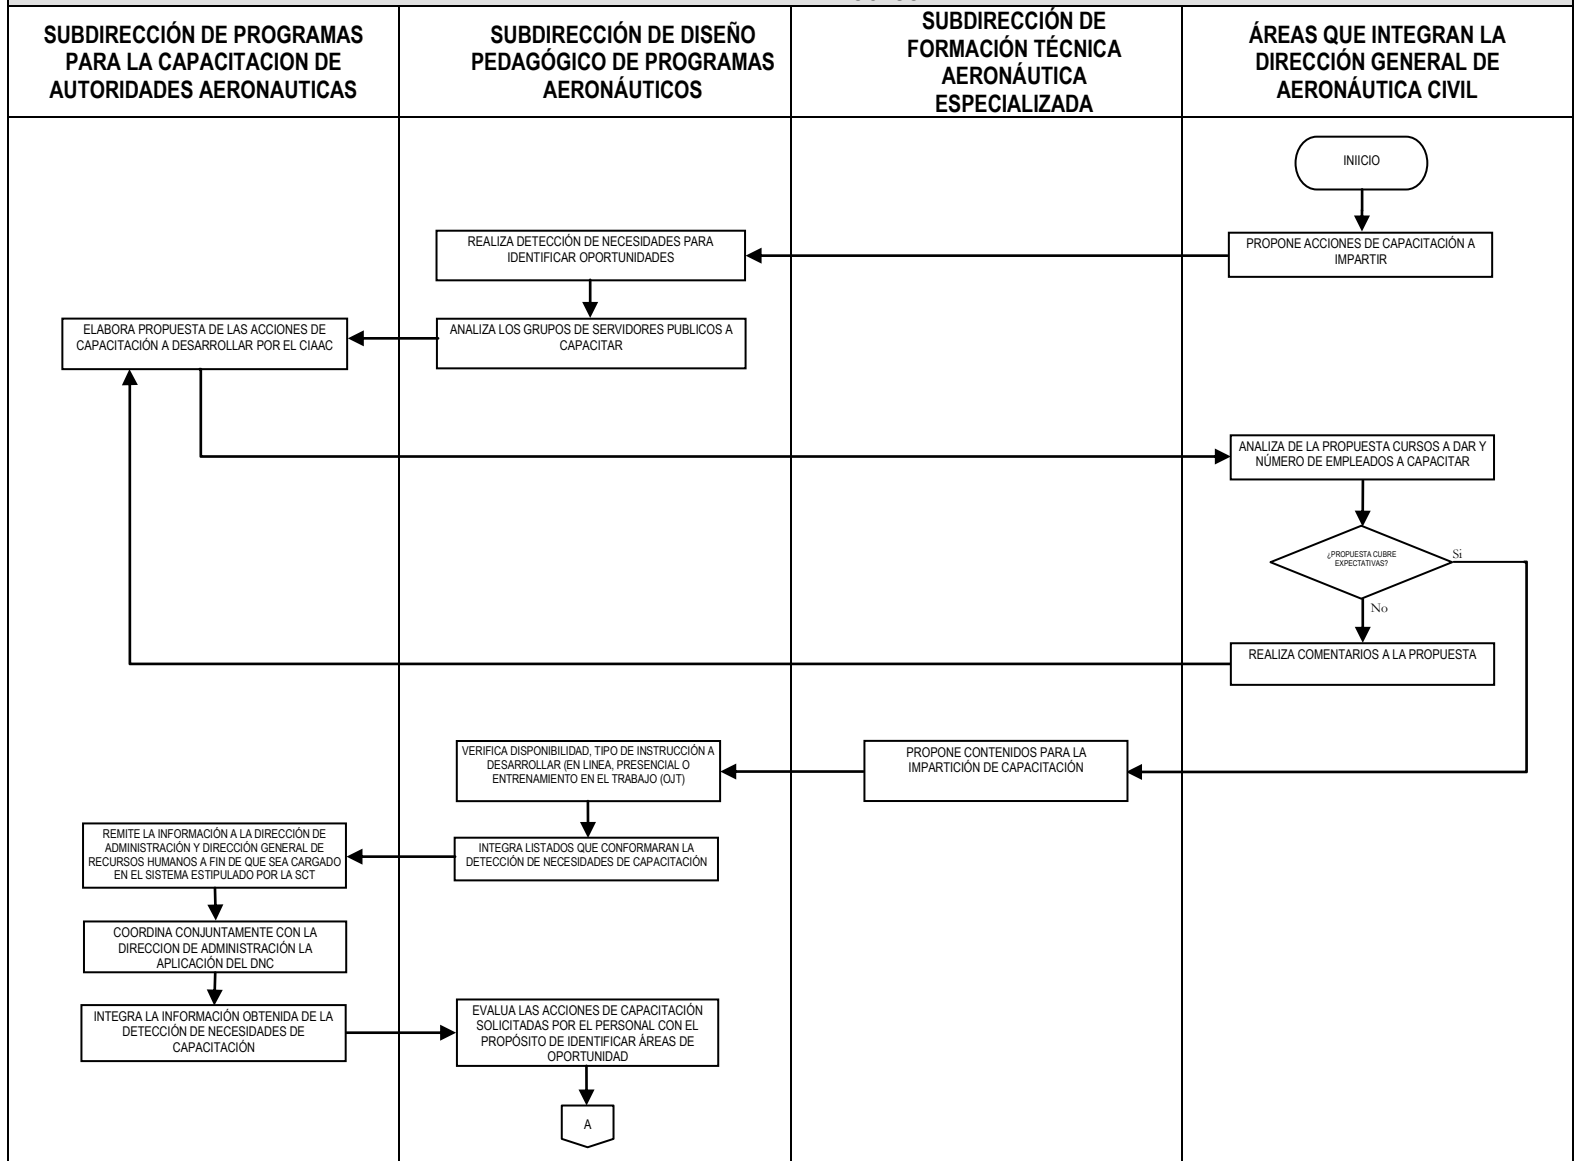 SUBDIRECCIÓN DE PROGRAMAS
PARA LA CAPACITACION DE
AUTORIDADES AERONAUTICAS
SUBDIRECCIÓN DE DISEÑO
PEDAGÓGICO DE PROGRAMAS
AERONÁUTICOS
SUBDIRECCIÓN DE
FORMACIÓN TÉCNICA
AERONÁUTICA
ESPECIALIZADA
ÁREAS QUE INTEGRAN LA
DIRECCIÓN GENERAL DE
AERONÁUTICA CIVIL
INIICIO
PROPONE ACCIONES DE CAPACITACIÓN A
IMPARTIR
REALIZA DETECCIÓN DE NECESIDADES PARA
IDENTIFICAR OPORTUNIDADES
ANALIZA LOS GRUPOS DE SERVIDORES PUBLICOS A
CAPACITAR
ELABORA PROPUESTA DE LAS ACCIONES DE
CAPACITACIÓN A DESARROLLAR POR EL CIAAC
ANALIZA DE LA PROPUESTA CURSOS A DAR Y
NÚMERO DE EMPLEADOS A CAPACITAR
¿PROPUESTA CUBRE
EXPECTATIVAS?
Si
No
REALIZA COMENTARIOS A LA PROPUESTA
PROPONE CONTENIDOS PARA LA
IMPARTICIÓN DE CAPACITACIÓN
VERIFICA DISPONIBILIDAD, TIPO DE INSTRUCCIÓN A
DESARROLLAR (EN LINEA, PRESENCIAL O
ENTRENAMIENTO EN EL TRABAJO (OJT)
INTEGRA LISTADOS QUE CONFORMARAN LA
DETECCIÓN DE NECESIDADES DE CAPACITACIÓN
REMITE LA INFORMACIÓN A LA DIRECCIÓN DE
ADMINISTRACIÓN Y DIRECCIÓN GENERAL DE
RECURSOS HUMANOS A FIN DE QUE SEA CARGADO
EN EL SISTEMA ESTIPULADO POR LA SCT
COORDINA CONJUNTAMENTE CON LA
DIRECCION DE ADMINISTRACIÓN LA
APLICACIÓN DEL DNC
INTEGRA LA INFORMACIÓN OBTENIDA DE LA
DETECCIÓN DE NECESIDADES DE
CAPACITACIÓN
EVALUA LAS ACCIONES DE CAPACITACIÓN
SOLICITADAS POR EL PERSONAL CON EL
PROPÓSITO DE IDENTIFICAR ÁREAS DE
OPORTUNIDAD
A